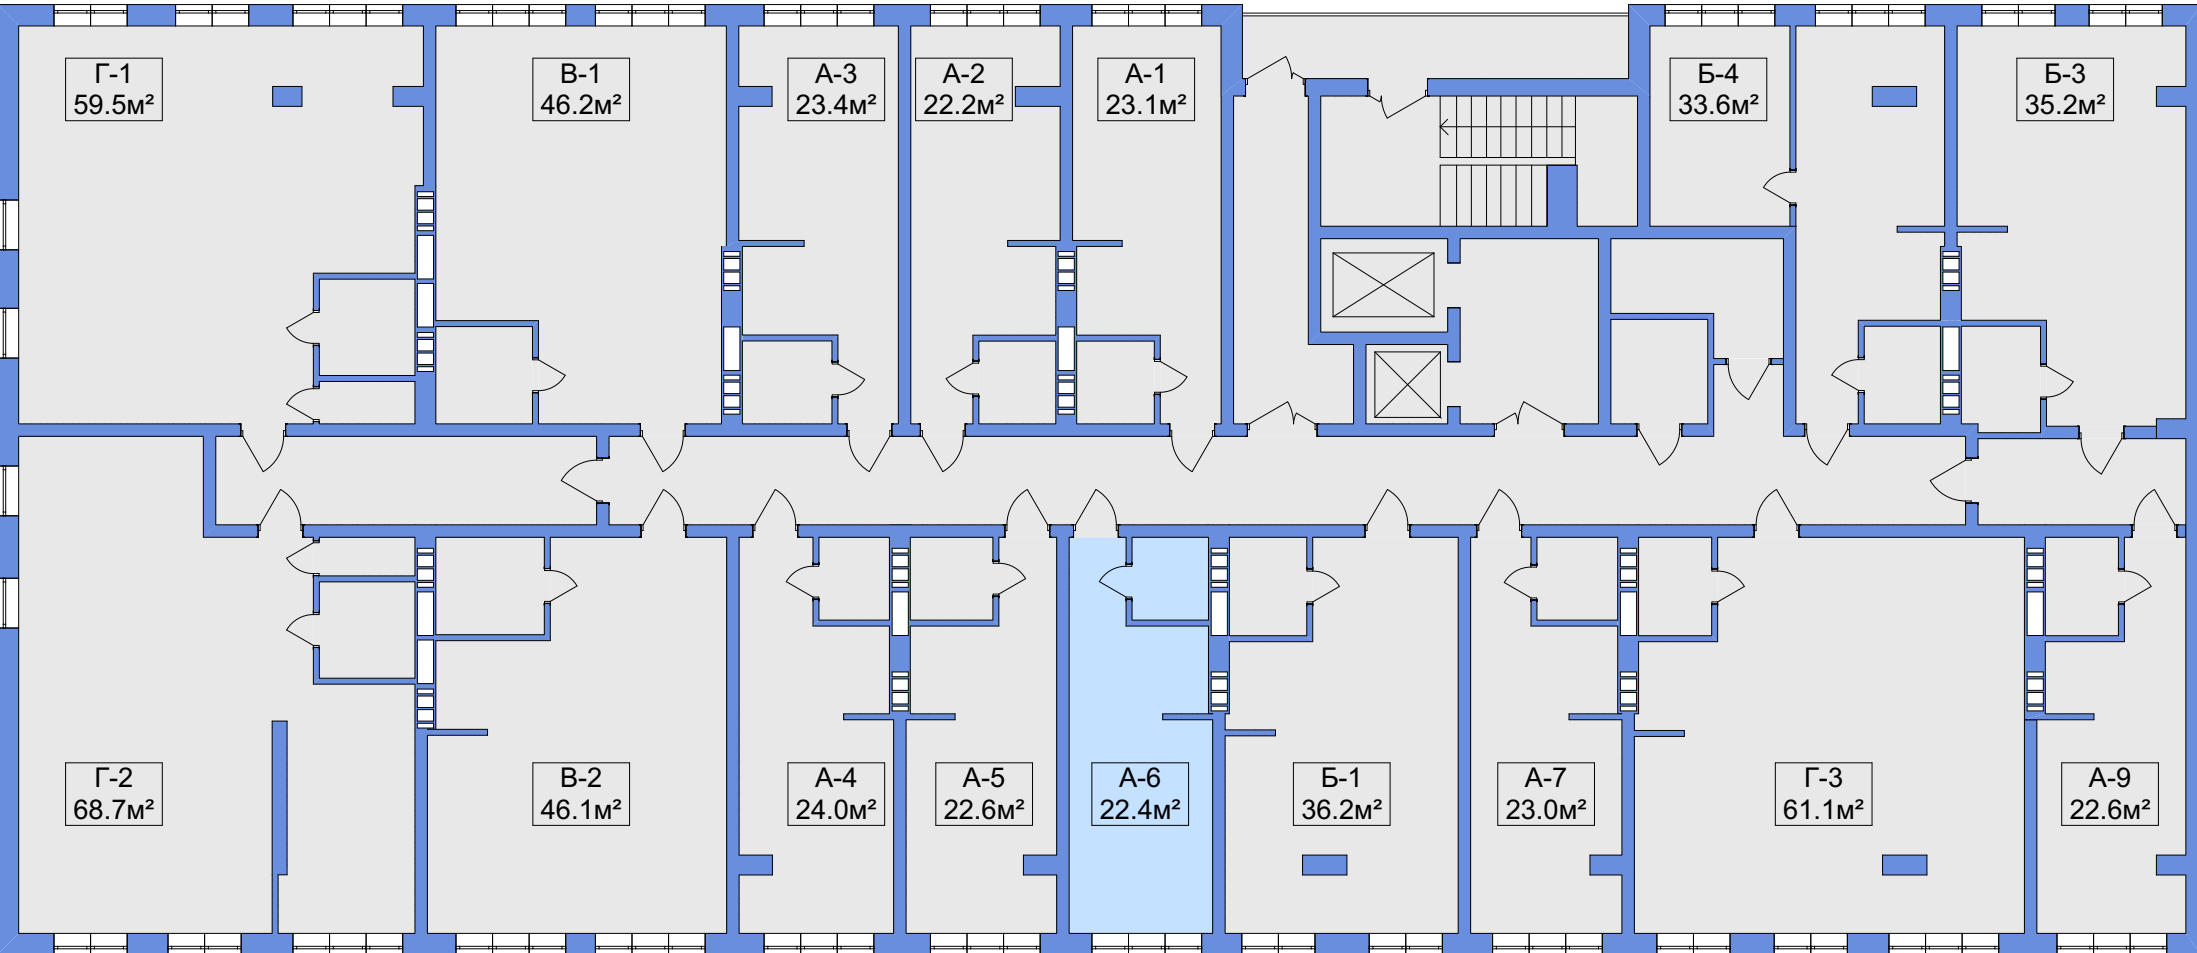 Г-1
59.5м²
В-1
46.2м²
А-3
23.4м²
А-2
22.2м²
А-1
23.1м²
Б-4
33.6м²
Б-3
35.2м²
Г-2
68.7м²
В-2
46.1м²
А-4
24.0м²
А-5
22.6м²
А-6
22.4м²
Б-1
36.2м²
А-7
23.0м²
Г-3
61.1м²
А-9
22.6м²